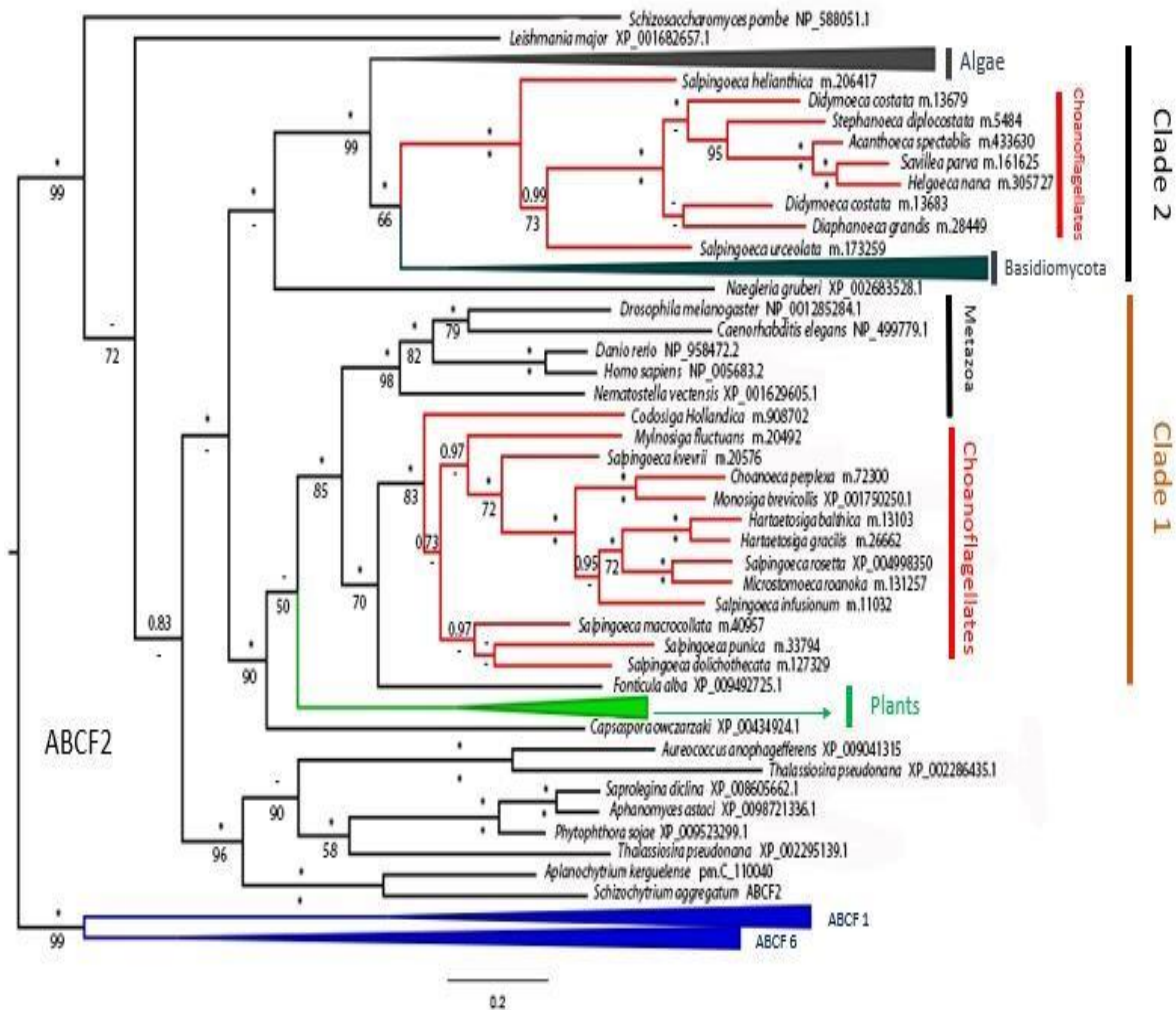 Schizosaccharomyces pombe NP_588051.1
Leishmania major XP_001682657.1
Algae
Salpingoeca helianthica m.206417
* Didymoeca costata m.13679
- Stephanoeca diplocostata m.5484
* 95 * Acanthoeca spectablis m.433630
99 * * * * Savillea parva m.161625
* * * Helgoeca nana m.305727
* 99 * 0.99 - Didymoeca costata m.13683
- 66 73 - Diaphanoeca grandis m.28449
Salpingoeca urceolata m.173259
Basidiomycota
Naegleria gruberi XP_002683528.1
Choanoflagellates
Clade 2
* Drosophila melanogaster NP_001285284.1
* 79 Caenorhabditis elegans NP_499779.1
- 72 * 82 * Danio rerio NP_958472.2
98 * Homo sapiens NP_005683.2
Nematostella vectensis XP_001629605.1
Metazoa
Codosiga Hollandica m.908702
* - 0.97 Mylnosiga fluctuans m.20492
* * - * Salpingoeca kvevrii m.20576
85 83 72 * Choanoeca perplexa m.72300
* Monosiga brevicollis XP_001750250.1
* * Hartaetosiga balthica m.13103
0.73 * * * Hartaetosiga gracilis m.26662
- * 0.95 72 * Salpingoeca rosetta XP_004998350
- 50 70 - * Microstomoeca roanoka m.131257
Salpingoeca infusionum m.11032
0.83 0.97 Salpingoeca macrocollata m.40957
- * - - Salpingoeca punica m.33794
90 - Salpingoeca dolichothecata m.127329
Fonticula alba XP_009492725.1
Choanoflagellates
Clade 1
Plants
Capsaspora owczarzaki XP_00434924.1
ABCF2
* Aureococcus anophagefferens XP_009041315
- * Thalassiosira pseudonana XP_002286435.1
90 * * Saprolegina diclina XP_008605662.1
* * * Aphanomyces astaci XP_0098721336.1
* Phytophthora sojae XP_009523299.1
96 58 Thalassiosira pseudonana XP_002295139.1
* Aplanochytrium kerguelense pm.C_110040
* Schizochytrium aggregatum ABCF2
* ABCF 1
99 ABCF 6
0.2